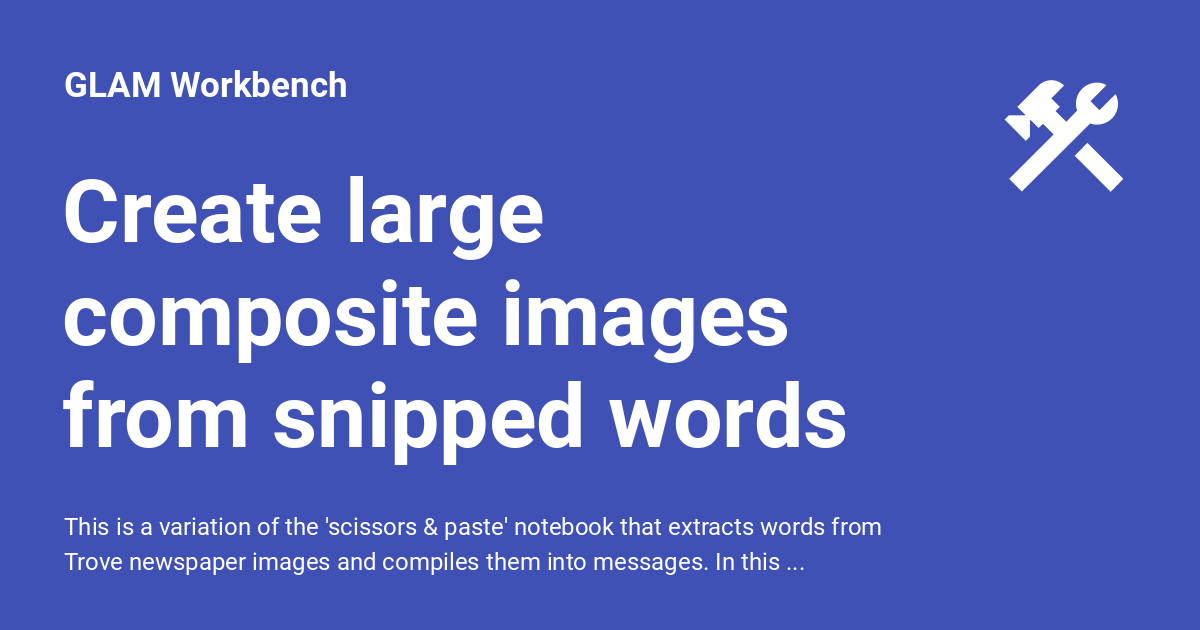 GLAM Workbench
Create large
composite images
from snipped words
This is a variation of the 'scissors & paste' notebook that extracts words from
Trove newspaper images and compiles them into messages. In this ...